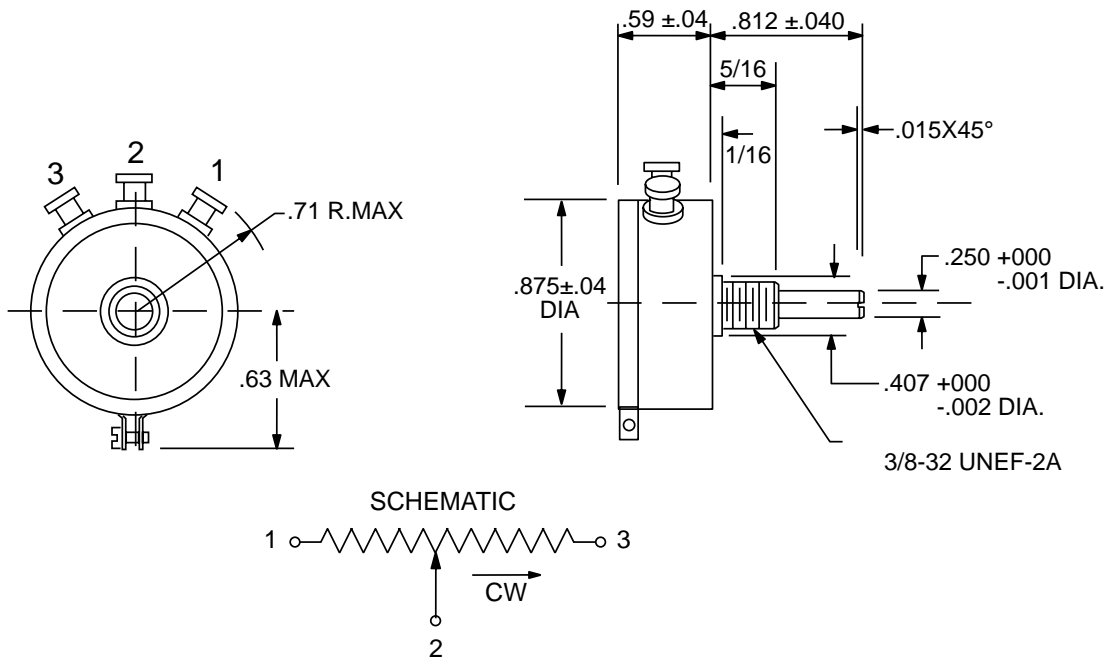 .59 ±.04
.812 ±.040
5/16
.015X45°
1/16
3
2
1
.71 R.MAX
.63 MAX
.875±.04
DIA
.250 +000
-.001 DIA.
.407 +000
-.002 DIA.
3/8-32 UNEF-2A
SCHEMATIC
1
3
CW
2